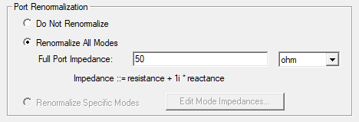 Port Renormalization
Do Not Renormalize
Renormalize All Modes
Full Port Impedance: 50 ohm
Impedance ::= resistance + 1i * reactance
Renormalize Specific Modes Edit Mode Impedances...